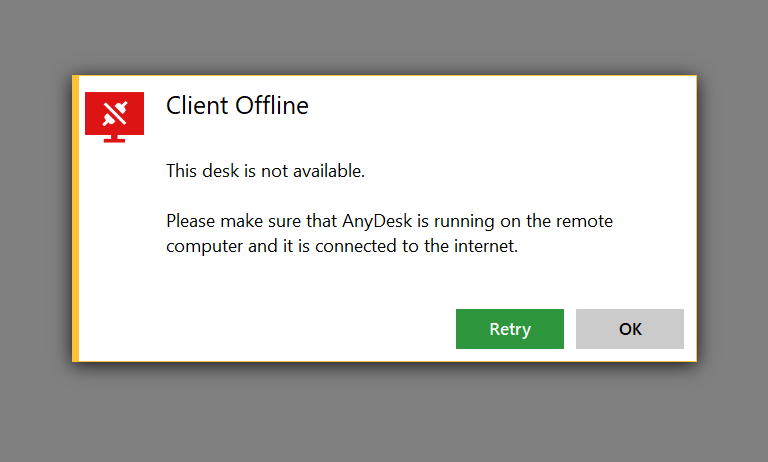 Client Offline
This desk is not available.
Please make sure that AnyDesk is running on the remote
computer and it is connected to the internet.
Retry
OK